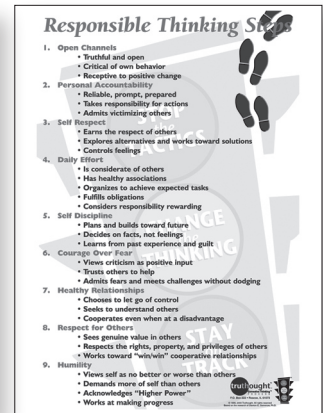 Responsible Thinking Steps
1. Open Channels
• Truthful and open
• Critical of own behavior
• Receptive to positive change
2. Personal Accountability
• Reliable, prompt, prepared
• Takes responsibility for actions
• Admits victimizing others
3. Self Respect
• Earns the respect of others
• Explores alternatives and works toward solutions
• Controls feelings
4. Daily Effort
• Is considerate of others
• Has healthy associations
• Organizes to achieve expected tasks
• Fulfills obligations
• Considers responsibility rewarding
5. Self Discipline
• Plans and builds toward future
• Decides on facts, not feelings
• Learns from past experience and guilt
6. Courage Over Fear
• Views criticism as positive input
• Trusts others to help
• Admits fears and meets challenges without dodging
7. Healthy Relationships
• Chooses to let go of control
• Seeks to understand others
• Cooperates even when at a disadvantage
8. Respect for Others
• Sees genuine value in others
• Respects the rights, property, and privileges of others
• Works toward "win/win" cooperative relationships
9. Humility
• Views self as no better or worse than others
• Demands more of self than others
• Acknowledges "Higher Power"
• Works at making progress
STOP
TACTICS
CHANGE
THINKING
STAY
TRACK
truthought